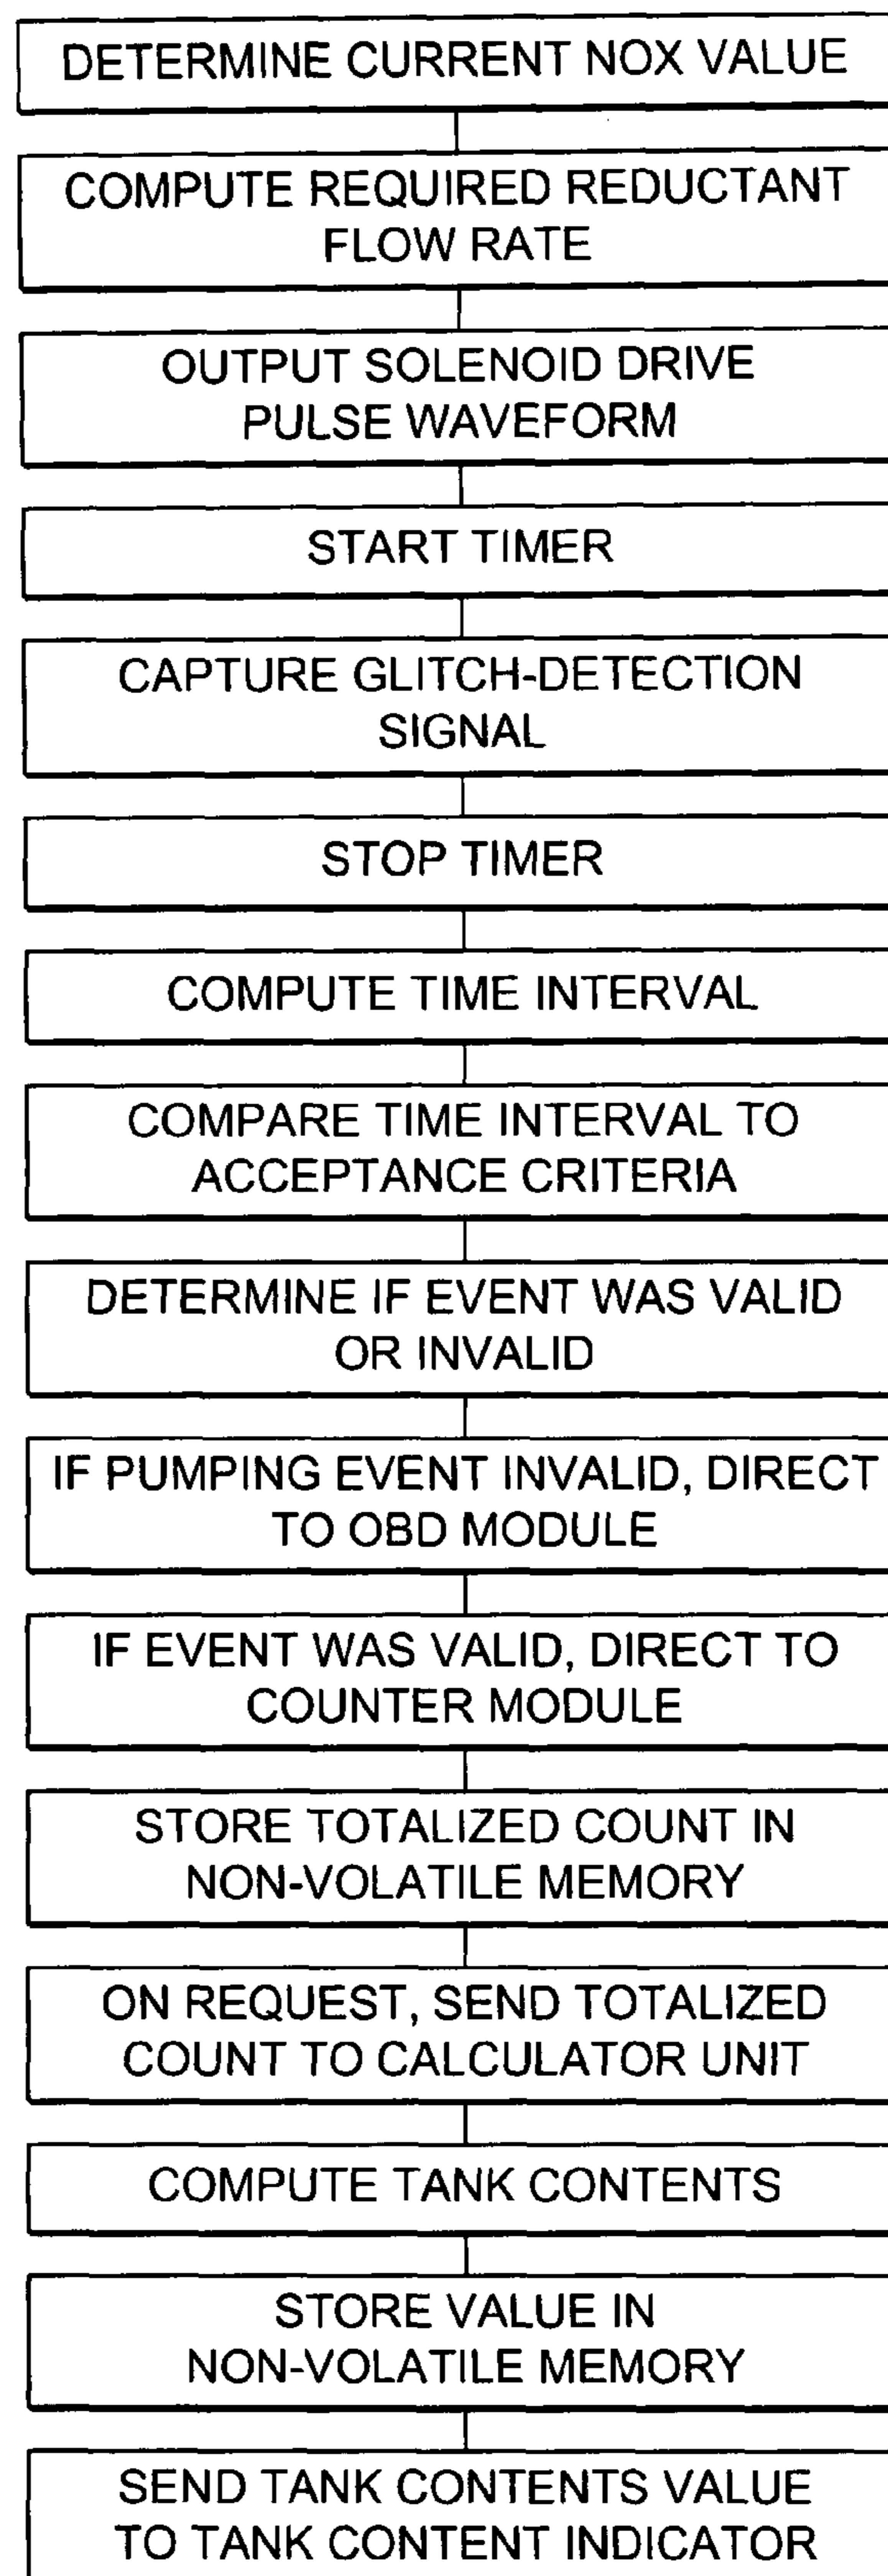 DETERMINE CURRENT NOX VALUE
COMPUTE REQUIRED REDUCTANT
FLOW RATE
OUTPUT SOLENOID DRIVE
PULSE WAVEFORM
START TIMER
CAPTURE GLITCH-DETECTION
SIGNAL
STOP TIMER
COMPUTE TIME INTERVAL
COMPARE TIME INTERVAL TO
ACCEPTANCE CRITERIA
DETERMINE IF EVENT WAS VALID
OR INVALID
IF PUMPING EVENT INVALID, DIRECT
TO OBD MODULE
IF EVENT WAS VALID, DIRECT TO
COUNTER MODULE
STORE TOTALIZED COUNT IN
NON-VOLATILE MEMORY
ON REQUEST, SEND TOTALIZED
COUNT TO CALCULATOR UNIT
COMPUTE TANK CONTENTS
STORE VALUE IN
NON-VOLATILE MEMORY
SEND TANK CONTENTS VALUE
TO TANK CONTENT INDICATOR